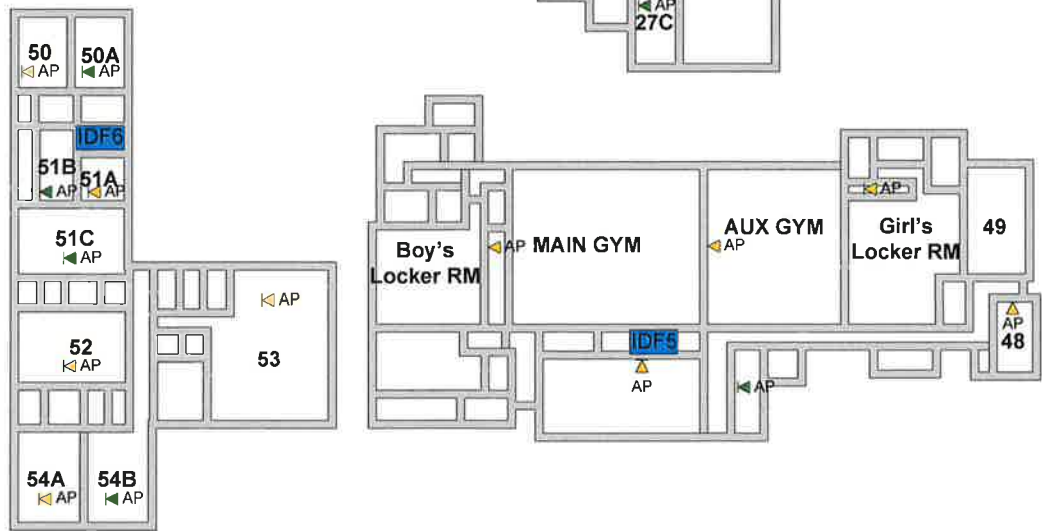 AP
27C
50
AP
50A
AP
IDF6
51B
AP
51A
AP
51C
AP
52
AP
AP
53
54A
AP
54B
AP
Boy's
Locker RM
AP
MAIN GYM
AP
AUX GYM
AP
Girl's
Locker RM
49
AP
48
IDF5
AP
AP